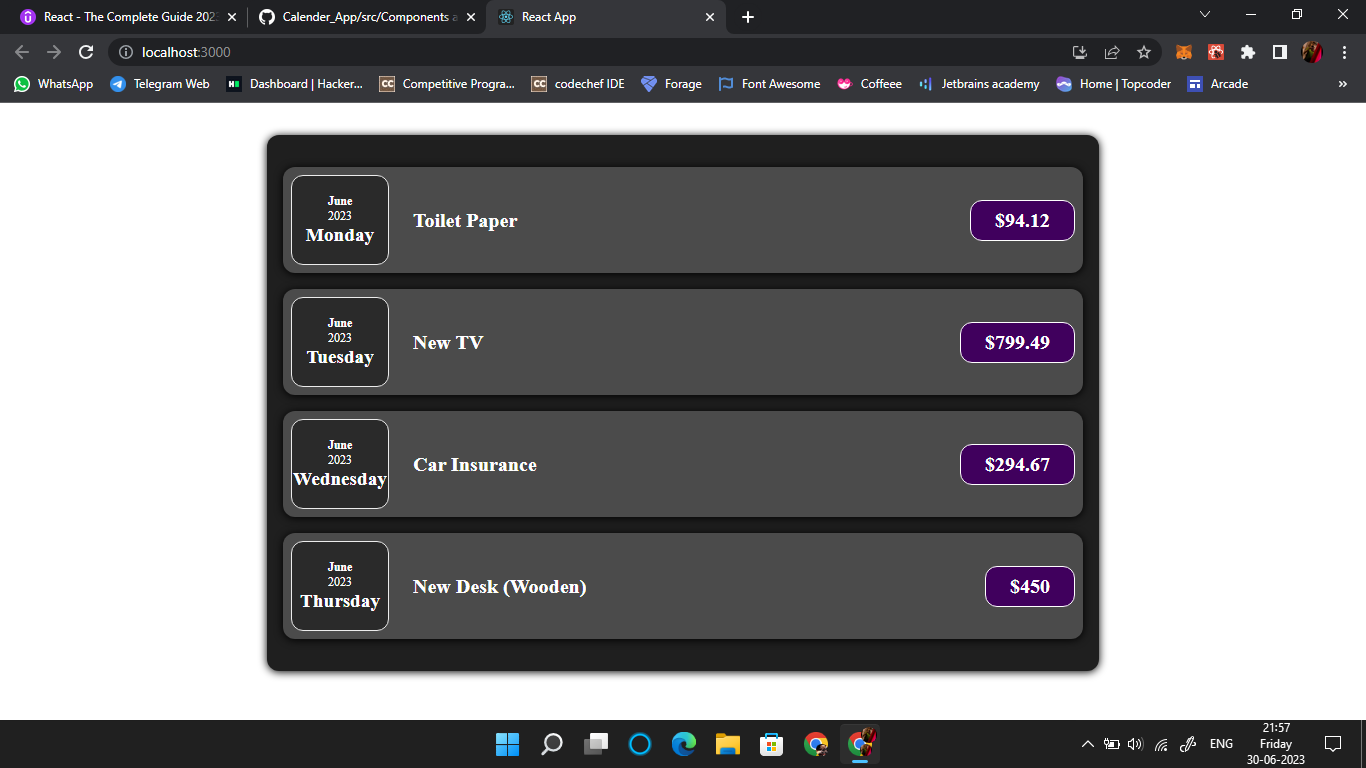 React - The Complete Guide 202
Calender_App/src/Components a
React App
localhost:3000
WhatsApp
Telegram Web
Dashboard | Hacker...
CC
Competitive Progra...
CC
codechef IDE
Forage
Font Awesome
Coffeee
Jetbrains academy
Home | Topcoder
Arcade
»
June
2023
Monday
Toilet Paper
$94.12
June
2023
Tuesday
New TV
$799.49
June
2023
Wednesday
Car Insurance
$294.67
June
2023
Thursday
New Desk (Wooden)
$450
ENG
21:57
Friday
30-06-2023